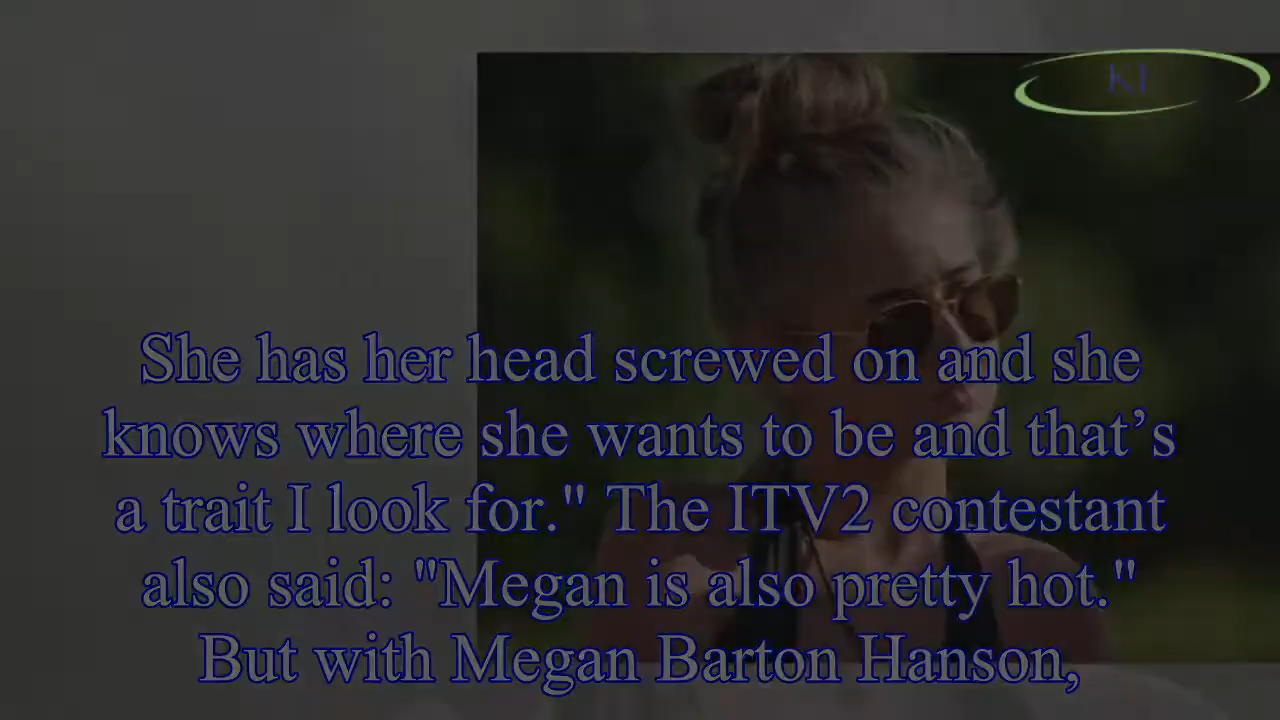 KI
She has her head screwed on and she
knows where she wants to be and that’s
a trait I look for." The ITV2 contestant
also said: "Megan is also pretty hot."
But with Megan Barton Hanson,